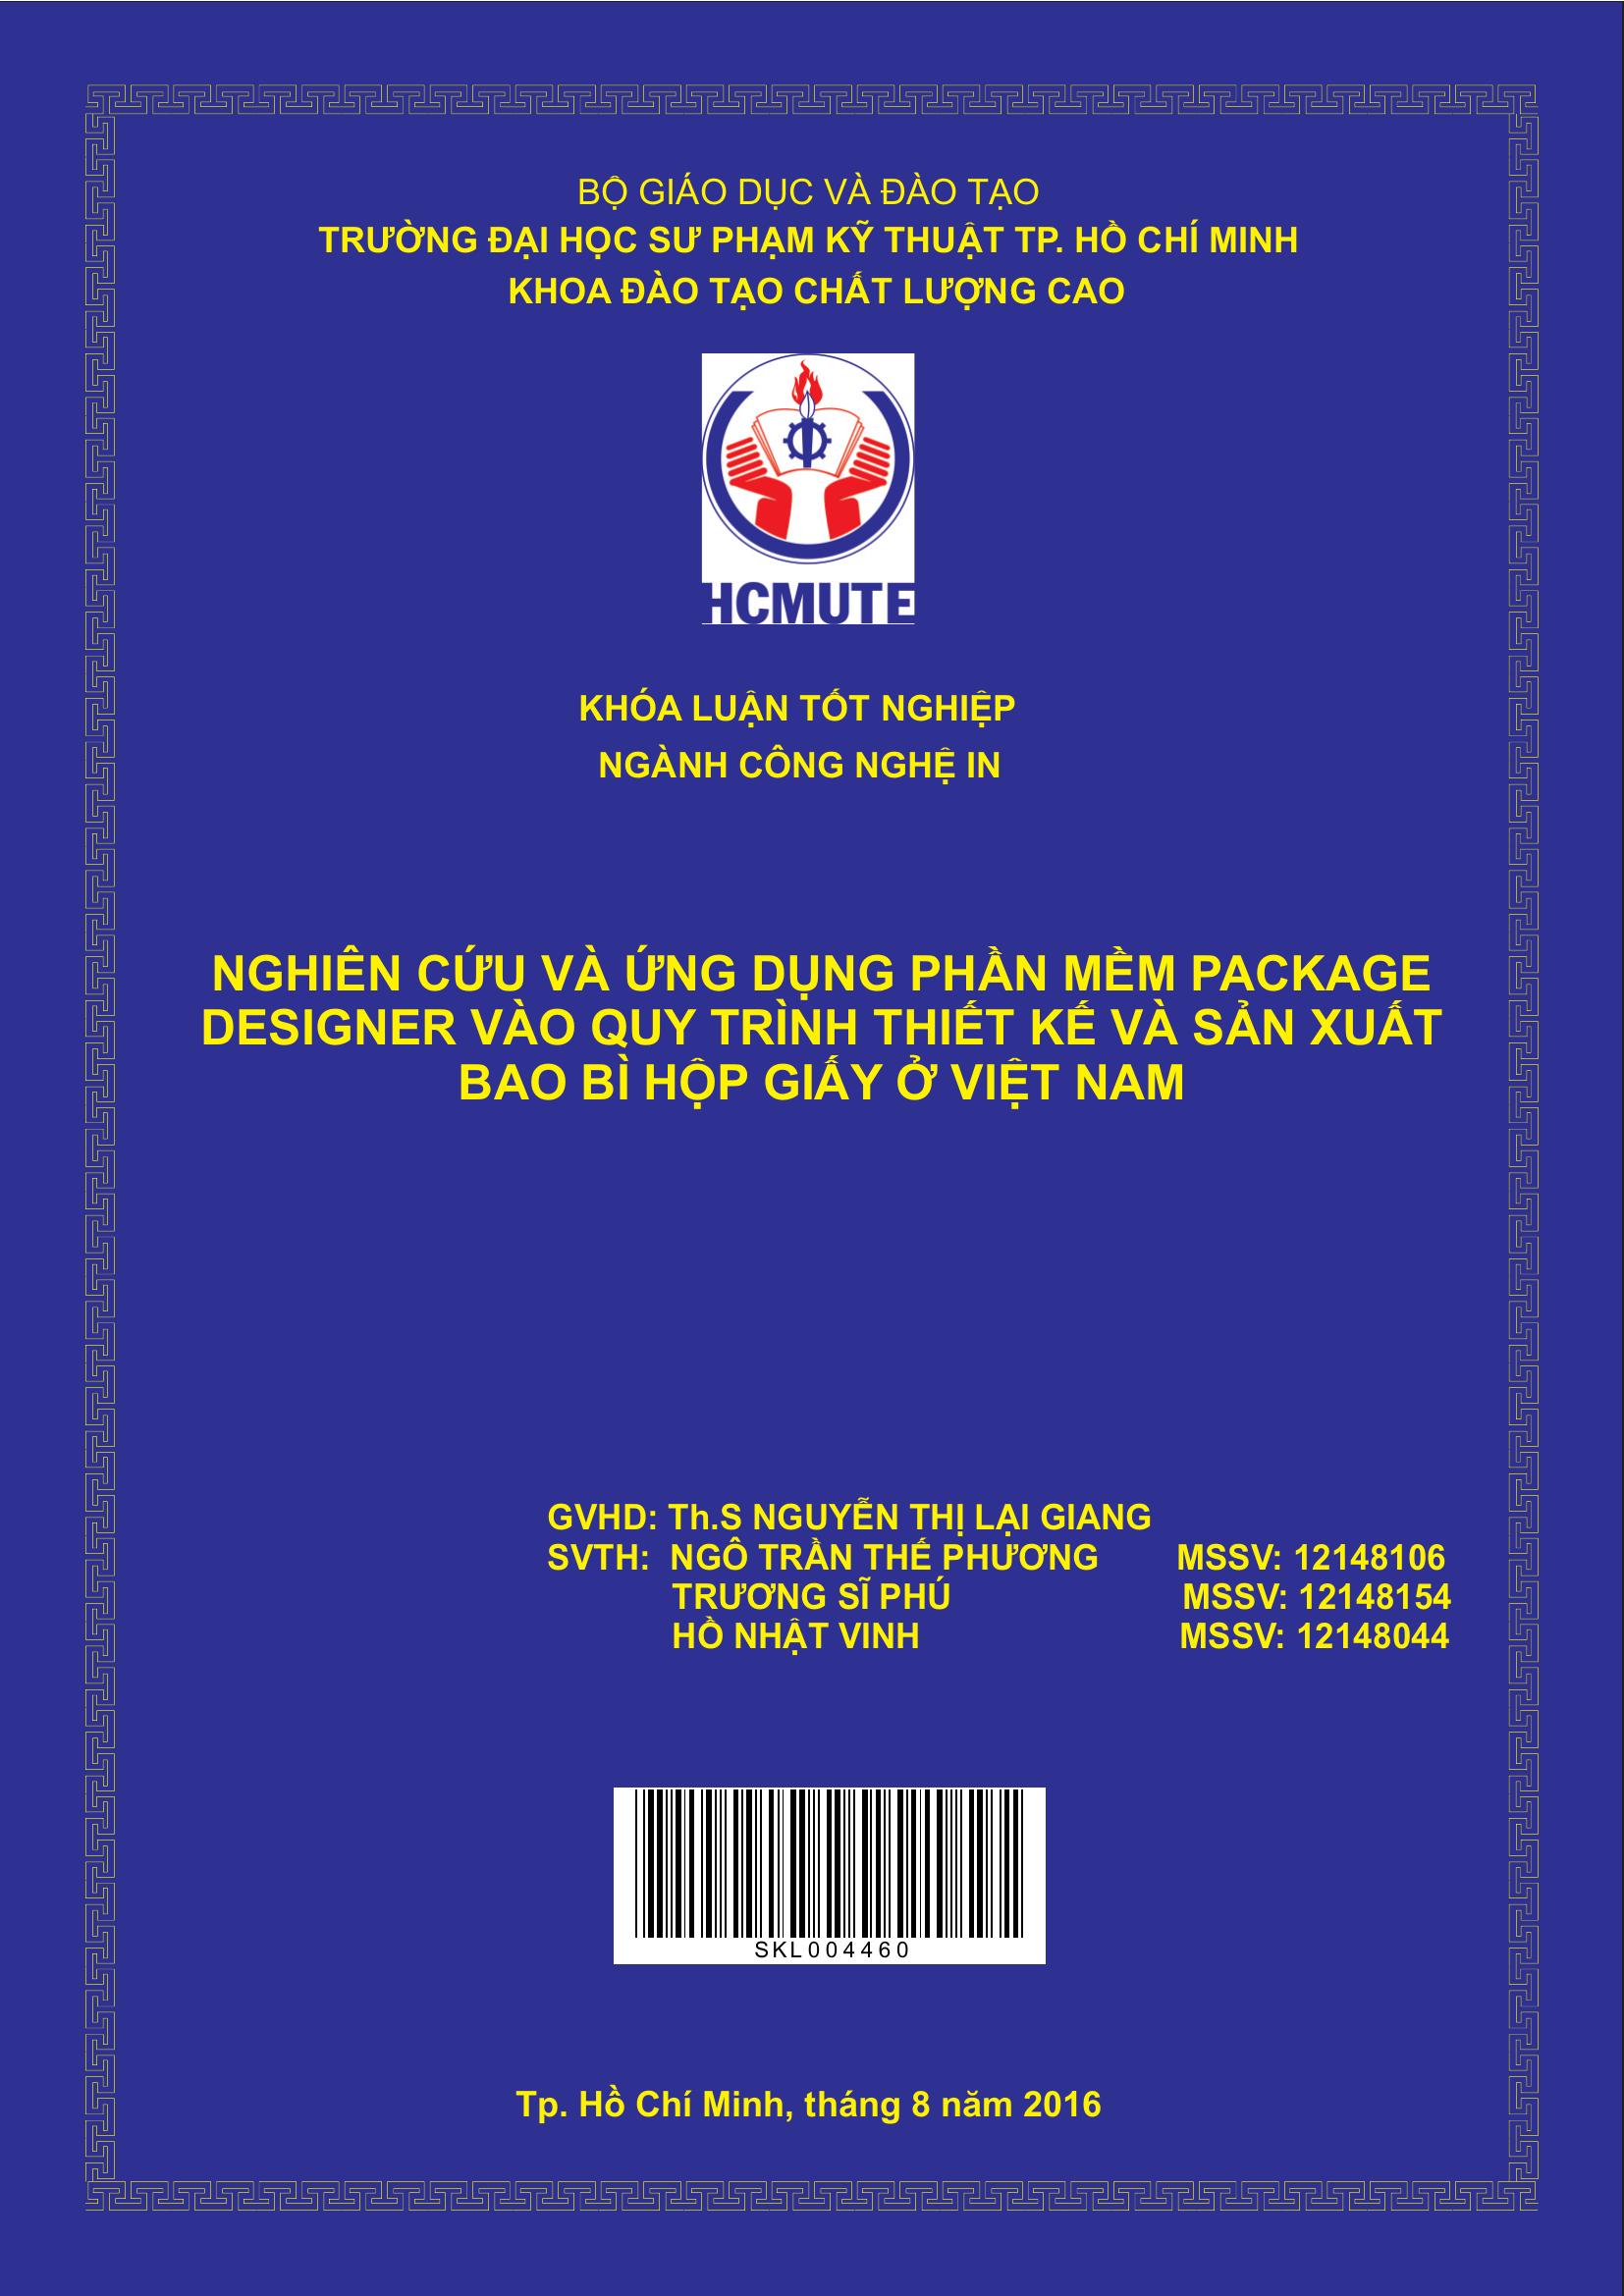 BỘ GIÁO DỤC VÀ ĐÀO TẠO
TRƯỜNG ĐẠI HỌC SƯ PHẠM KỸ THUẬT TP. HỒ CHÍ MINH
KHOA ĐÀO TẠO CHẤT LƯỢNG CAO
HCMUTE
KHÓA LUẬN TỐT NGHIỆP
NGÀNH CÔNG NGHỆ IN
NGHIÊN CỨU VÀ ỨNG DỤNG PHẦN MỀM PACKAGE
DESIGNER VÀO QUY TRÌNH THIẾT KẾ VÀ SẢN XUẤT
BAO BÌ HỘP GIẤY Ở VIỆT NAM
GVHD: Th.S NGUYỄN THỊ LẠI GIANG
SVTH: NGÔ TRẦN THẾ PHƯƠNG MSSV: 12148106
TRƯƠNG SĨ PHÚ MSSV: 12148154
HỒ NHẬT VINH MSSV: 12148044
SKL004460
Tp. Hồ Chí Minh, tháng 8 năm 2016